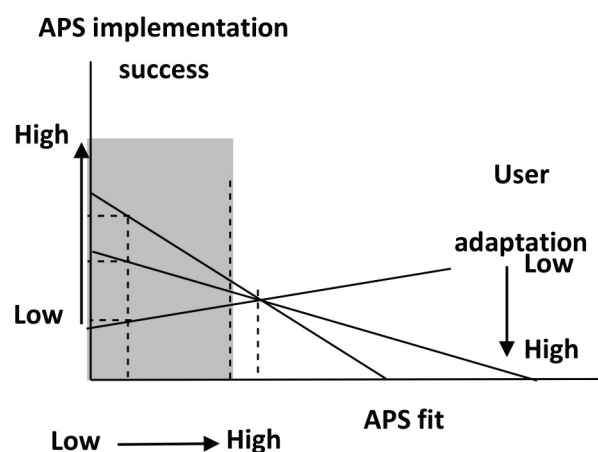 APS implementation
success
High
User
adaptation
Low
Low
High
APS fit
Low
High